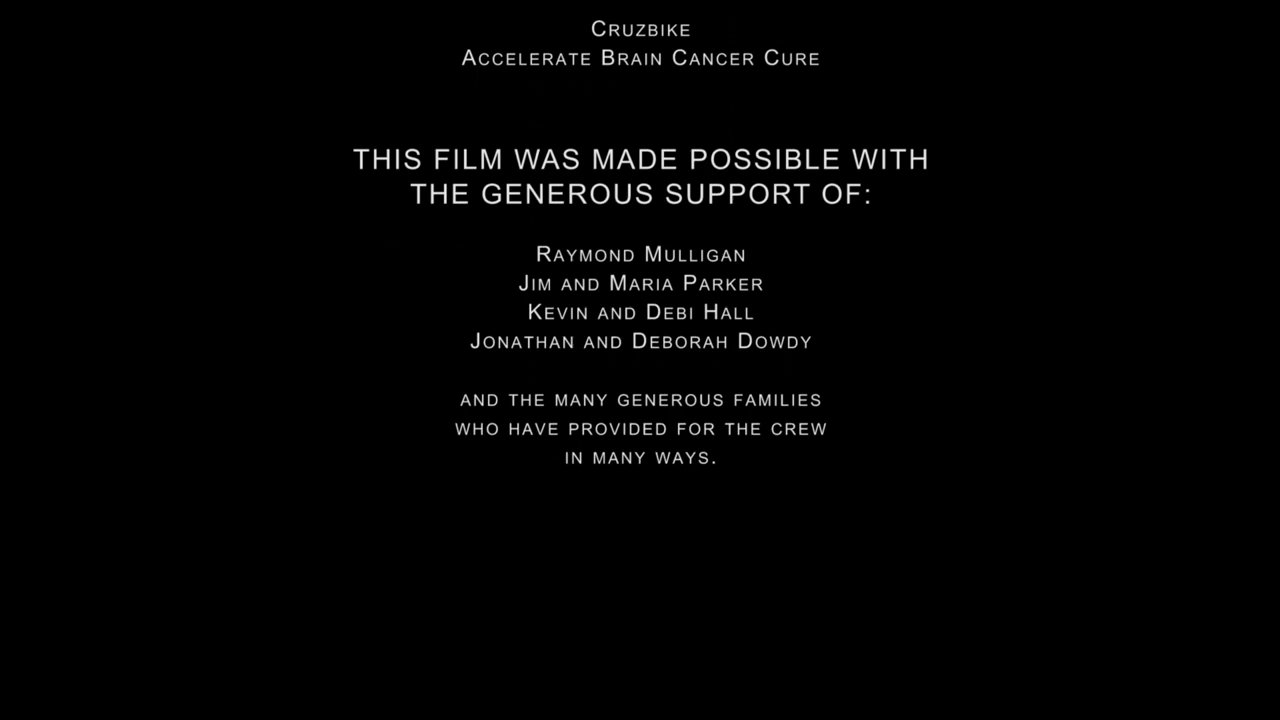 Cruzbike
Accelerate Brain Cancer Cure
THIS FILM WAS MADE POSSIBLE WITH
THE GENEROUS SUPPORT OF:
Raymond Mulligan
Jim and Maria Parker
Kevin and Debi Hall
Jonathan and Deborah Dowdy
and the many generous families
who have provided for the crew
in many ways.